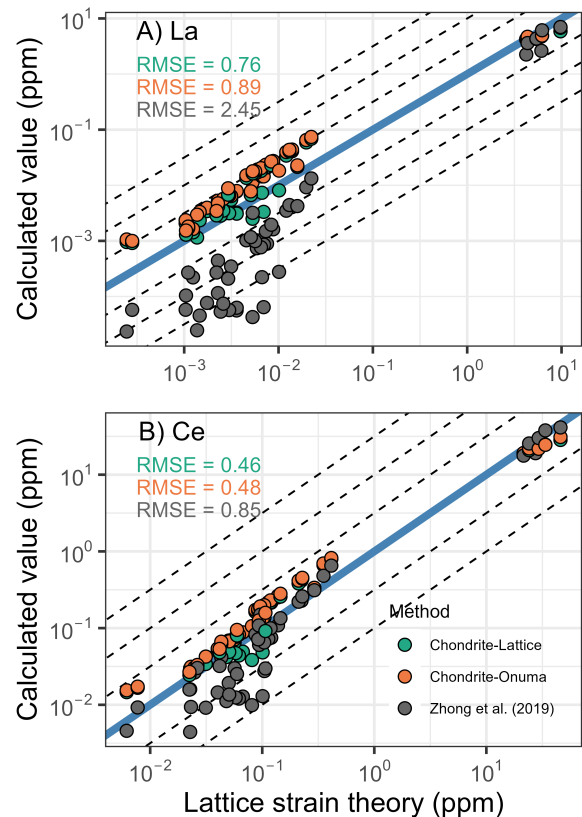 A) La
RMSE = 0.76
RMSE = 0.89
RMSE = 2.45
Calculated value (ppm)
10¹
10⁻¹
10⁻³
10⁻³ 10⁻² 10⁻¹ 10⁰ 10¹
B) Ce
RMSE = 0.46
RMSE = 0.48
RMSE = 0.85
Calculated value (ppm)
10¹
10⁰
10⁻¹
10⁻²
Method
Chondrite-Lattice
Chondrite-Onuma
Zhong et al. (2019)
10⁻² 10⁻¹ 10⁰ 10¹
Lattice strain theory (ppm)